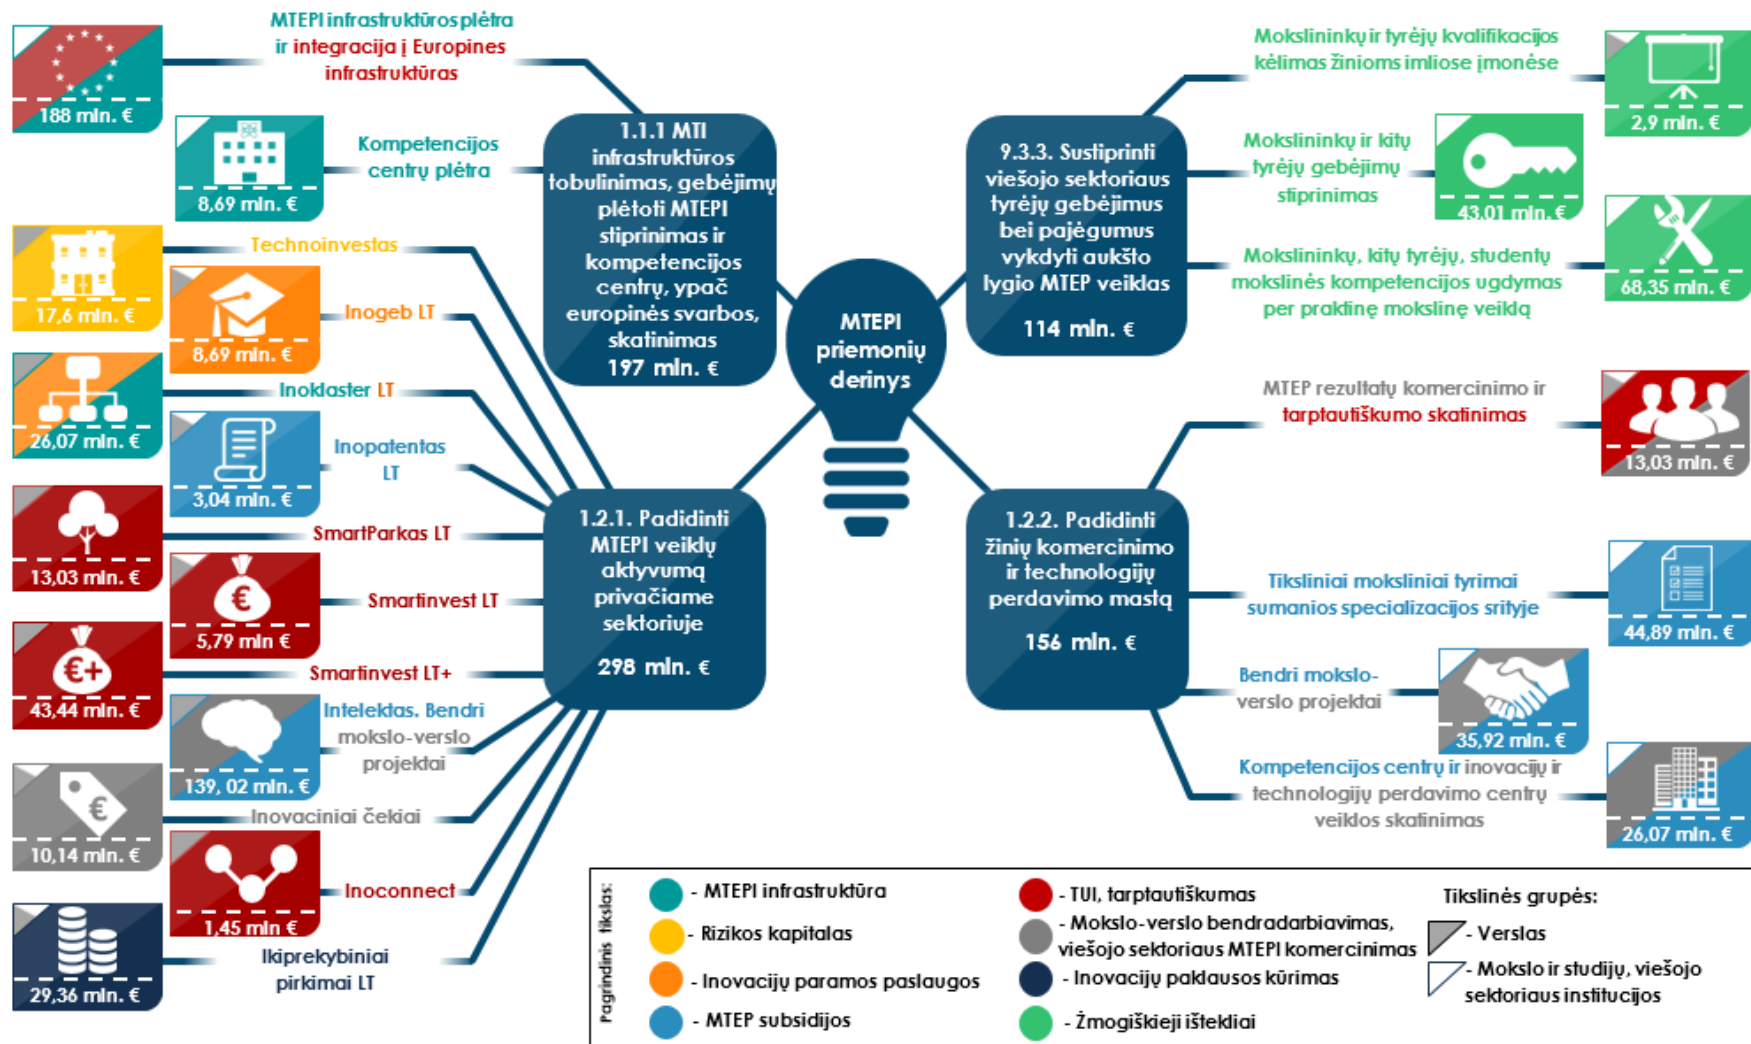 MTEPI infrastruktūros plėtra
ir integracija į Europines
infrastruktūras
188 mln. €
Kompetencijos
centrų plėtra
8,69 mln. €
1.1.1 MTI
infrastruktūros
tobulinimas, gebėjimų
plėtoti MTEPI
stiprinimas ir
kompetencijos
centrų, ypač
europinės svarbos,
skatinimas
197 mln. €
Technoinvestas
17,6 mln. €
Inogeb LT
8,69 mln. €
Inoklaster LT
26,07 mln. €
Inopatentas
LT
3,04 mln. €
SmartParkas LT
13,03 mln. €
€
Smartinvest LT
5,79 mln €
€+
Smartinvest LT+
43,44 mln. €
Intelektas. Bendri
mokslo-verslo
projektai
139, 02 mln. €
€
Inovaciniai čekiai
10,14 mln. €
Inoconnect
1,45 mln €
Ikiprekybiniai
pirkimai LT
29,36 mln. €
1.2.1. Padidinti
MTEPI veiklų
aktyvumą
privačiame
sektoriuje
298 mln. €
MTEPI
priemonių
derinys
9.3.3. Sustiprinti
viešojo sektoriaus
tyrėjų gebėjimus
bei pajėgumus
vykdyti aukšto
lygio MTEP veiklas
114 mln. €
Mokslininkų ir tyrėjų kvalifikacijos
kėlimas žinioms imliose įmonėse
2,9 mln. €
Mokslininkų ir kitų
tyrėjų gebėjimų
stiprinimas
43,01 mln. €
Mokslininkų, kitų tyrėjų, studentų
mokslinės kompetencijos ugdymas
per praktinę mokslinę veiklą
68,35 mln. €
1.2.2. Padidinti
žinių komercinimo
ir technologijų
perdavimo mastą
156 mln. €
MTEP rezultatų komercinimo ir
tarptautiškumo skatinimas
13,03 mln. €
Tiksliniai moksliniai tyrimai
sumanios specializacijos srityje
44,89 mln. €
Bendri mokslo-
verslo projektai
35,92 mln. €
Kompetencijos centrų ir inovacijų ir
technologijų perdavimo centrų
veiklos skatinimas
26,07 mln. €
Pagrindinis tikslas:
- MTEPI infrastruktūra
- Rizikos kapitalas
- Inovacijų paramos paslaugos
- MTEP subsidijos
- TUI, tarptautiškumas
- Mokslo-verslo bendradarbiavimas,
viešojo sektoriaus MTEPI komercinimas
- Inovacijų paklausos kūrimas
- Žmogiškieji ištekliai
Tikslinės grupės:
- Verslas
- Mokslo ir studijų, viešojo
sektoriaus institucijos